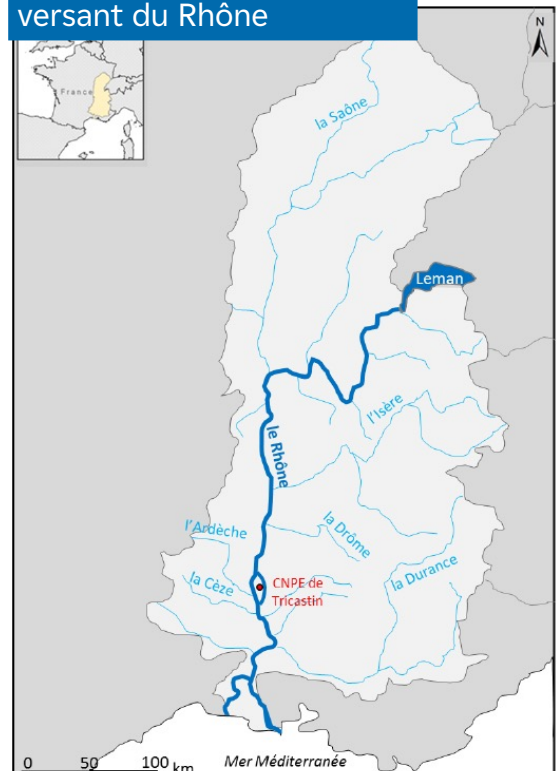 versant du Rhône
N
France
la Saône
Leman
l'Isère
le Rhône
l'Ardèche
la Drôme
la Cèze
CNPE de
Tricastin
la Durance
0 50 100 km
Mer Méditerranée